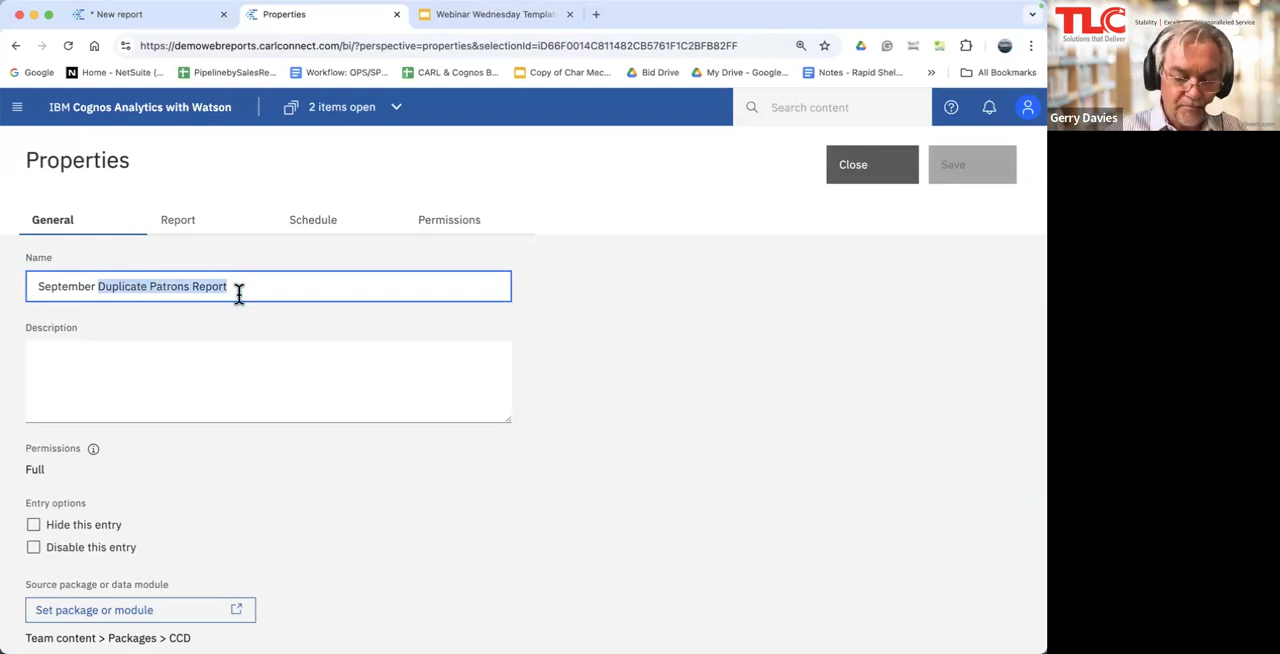 * New report
Properties
Webinar Wednesday Templat
https://demowebreports.carlconnect.com/bi/?perspective=properties&selectionId=iD66F0014C811482CB5761F1C2BFB82FF
Google
Home - NetSuite (...
PipelinebySalesRe...
Workflow: OPS/SP...
CARL & Cognos B...
Copy of Char Mec...
Bid Drive
My Drive - Google...
Notes - Rapid Shel...
All Bookmarks
IBM Cognos Analytics with Watson
2 items open
Search content
Properties
Close
Save
General
Report
Schedule
Permissions
Name
September Duplicate Patrons Report
Description
Permissions
Full
Entry options
Hide this entry
Disable this entry
Source package or data module
Set package or module
Team content > Packages > CCD
TLC
Solutions that Deliver
Gerry Davies